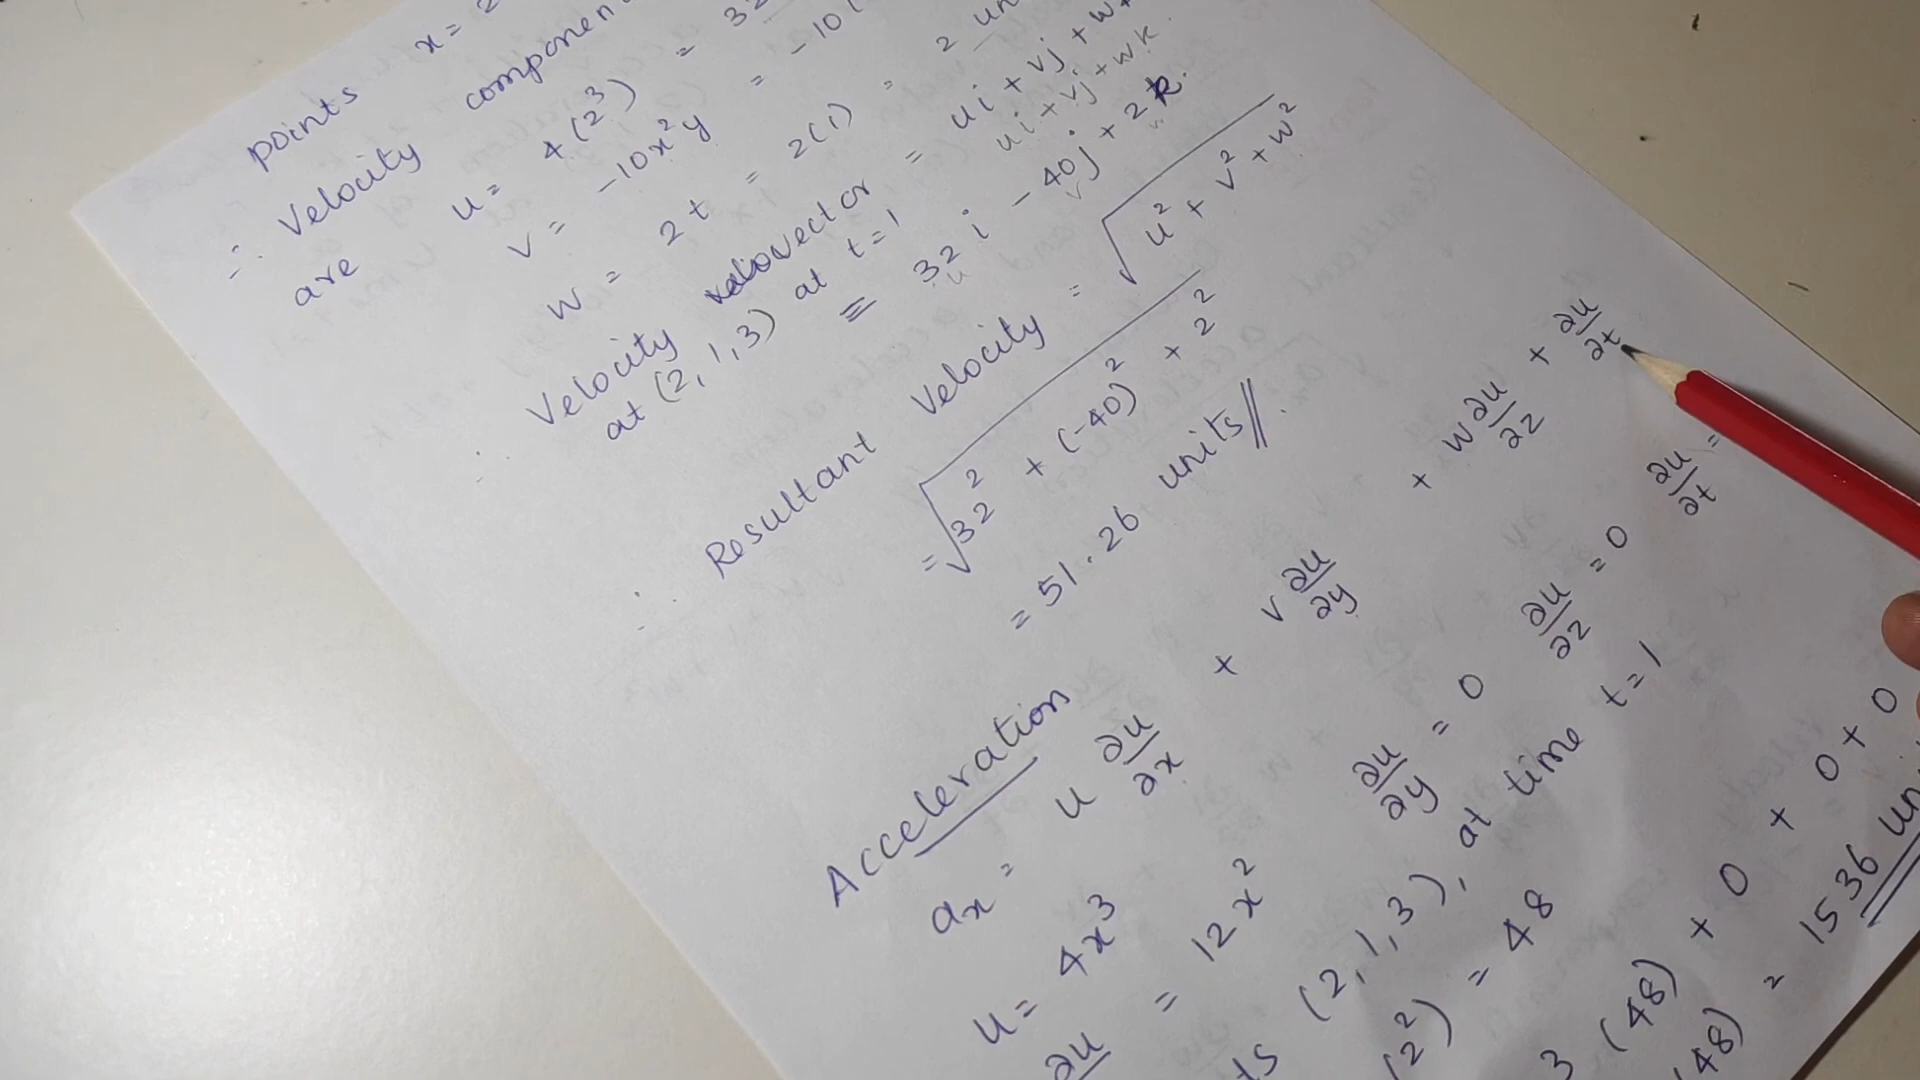 points x = 2
∴ Velocity component
are u = 4(2³) = 32
v = -10x²y = -10(
w = 2t = 2(1) = 2 un
Velocity vector = ui + vj + w
at (2, 1, 3) at t = 1 ui + vj + wk
= 32i - 40j + 2k.
u v w
∴ Resultant Velocity = √u² + v² + w²
= √32² + (-40)² + 2²
= 51.26 units //.
Acceleration
ax = u ∂u/∂x + v ∂u/∂y + w ∂u/∂z + ∂u/∂t
u = 4x³
∂u = 12x² ∂u/∂y = 0 ∂u/∂z = 0 ∂u/∂t =
ts (2, 1, 3), at time t = 1
(2²) = 48
3 (48) + 0 + 0 + 0
(48) = 1536 un